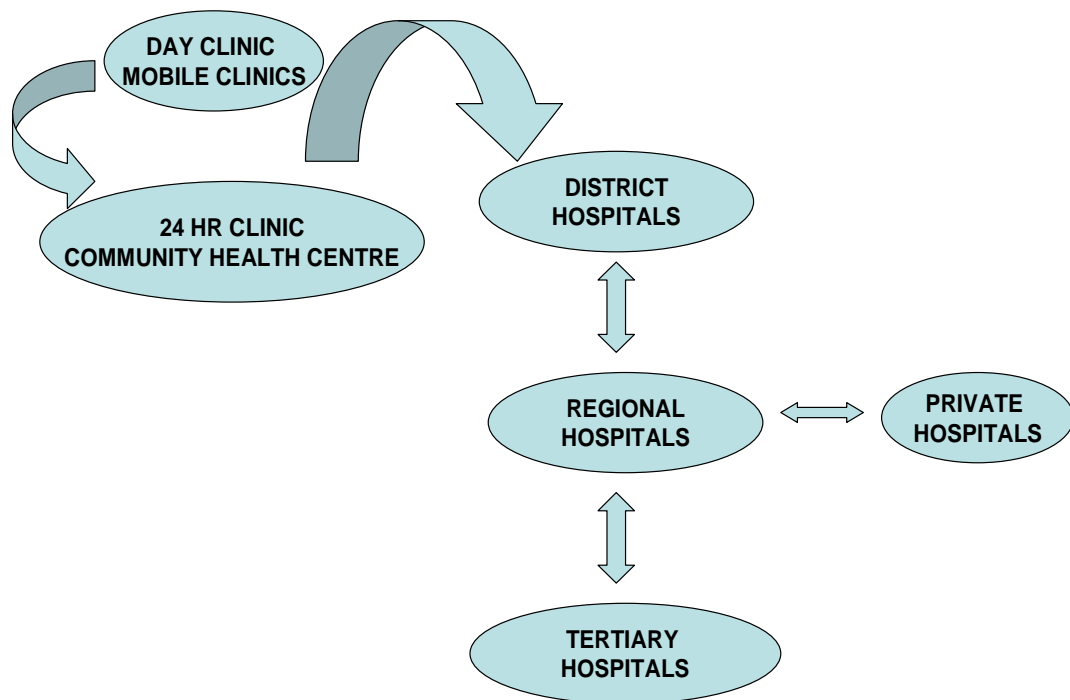 DAY CLINIC
MOBILE CLINICS
24 HR CLINIC
COMMUNITY HEALTH CENTRE
DISTRICT
HOSPITALS
REGIONAL
HOSPITALS
PRIVATE
HOSPITALS
TERTIARY
HOSPITALS